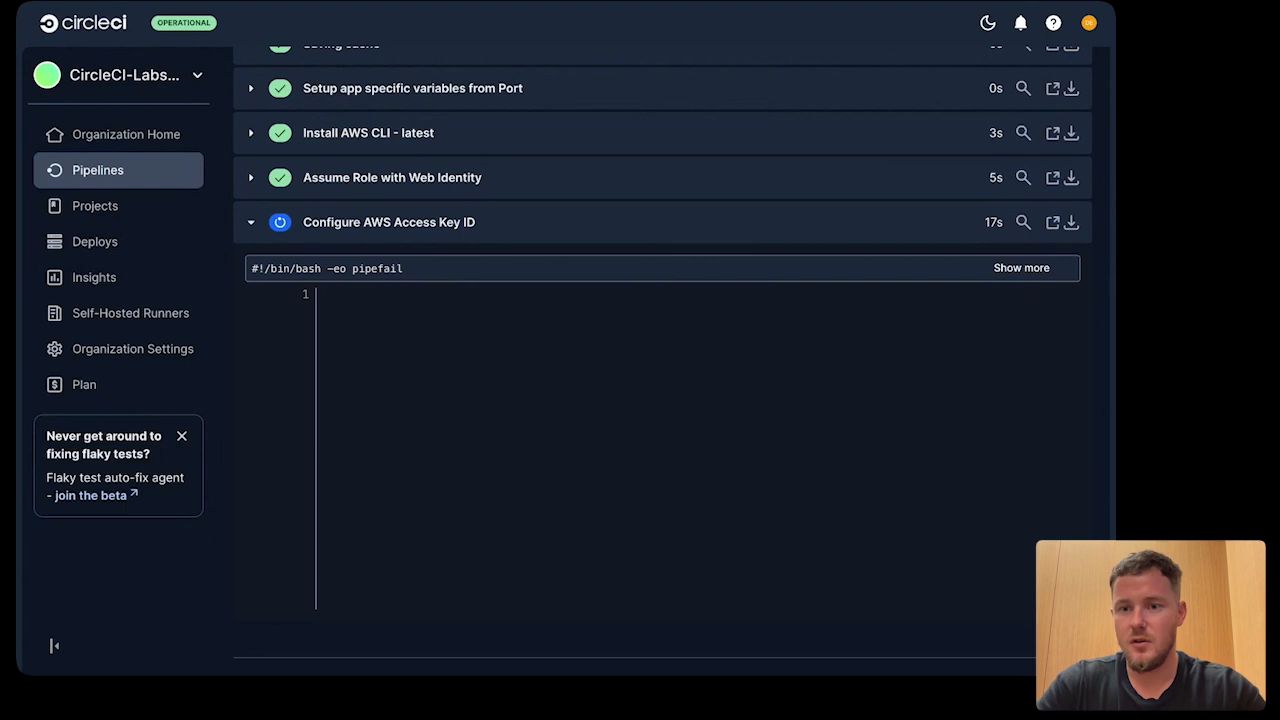 circleci
OPERATIONAL
CircleCI-Labs...
Organization Home
Pipelines
Projects
Deploys
Insights
Self-Hosted Runners
Organization Settings
Plan
Never get around to
fixing flaky tests?
Flaky test auto-fix agent
- join the beta
Setup app specific variables from Port
0s
Install AWS CLI - latest
3s
Assume Role with Web Identity
5s
Configure AWS Access Key ID
17s
#!/bin/bash -eo pipefail
Show more
1